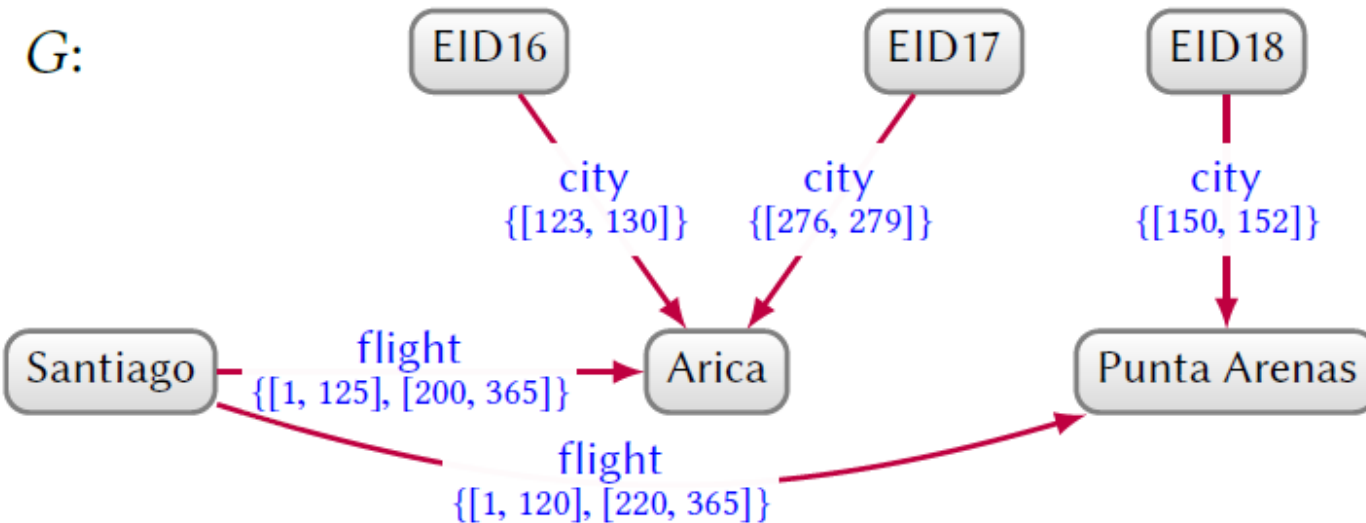 G:
EID16
EID17
EID18
city
{[123, 130]}
city
{[276, 279]}
city
{[150, 152]}
Santiago
flight
{[1, 125], [200, 365]}
Arica
Punta Arenas
flight
{[1, 120], [220, 365]}